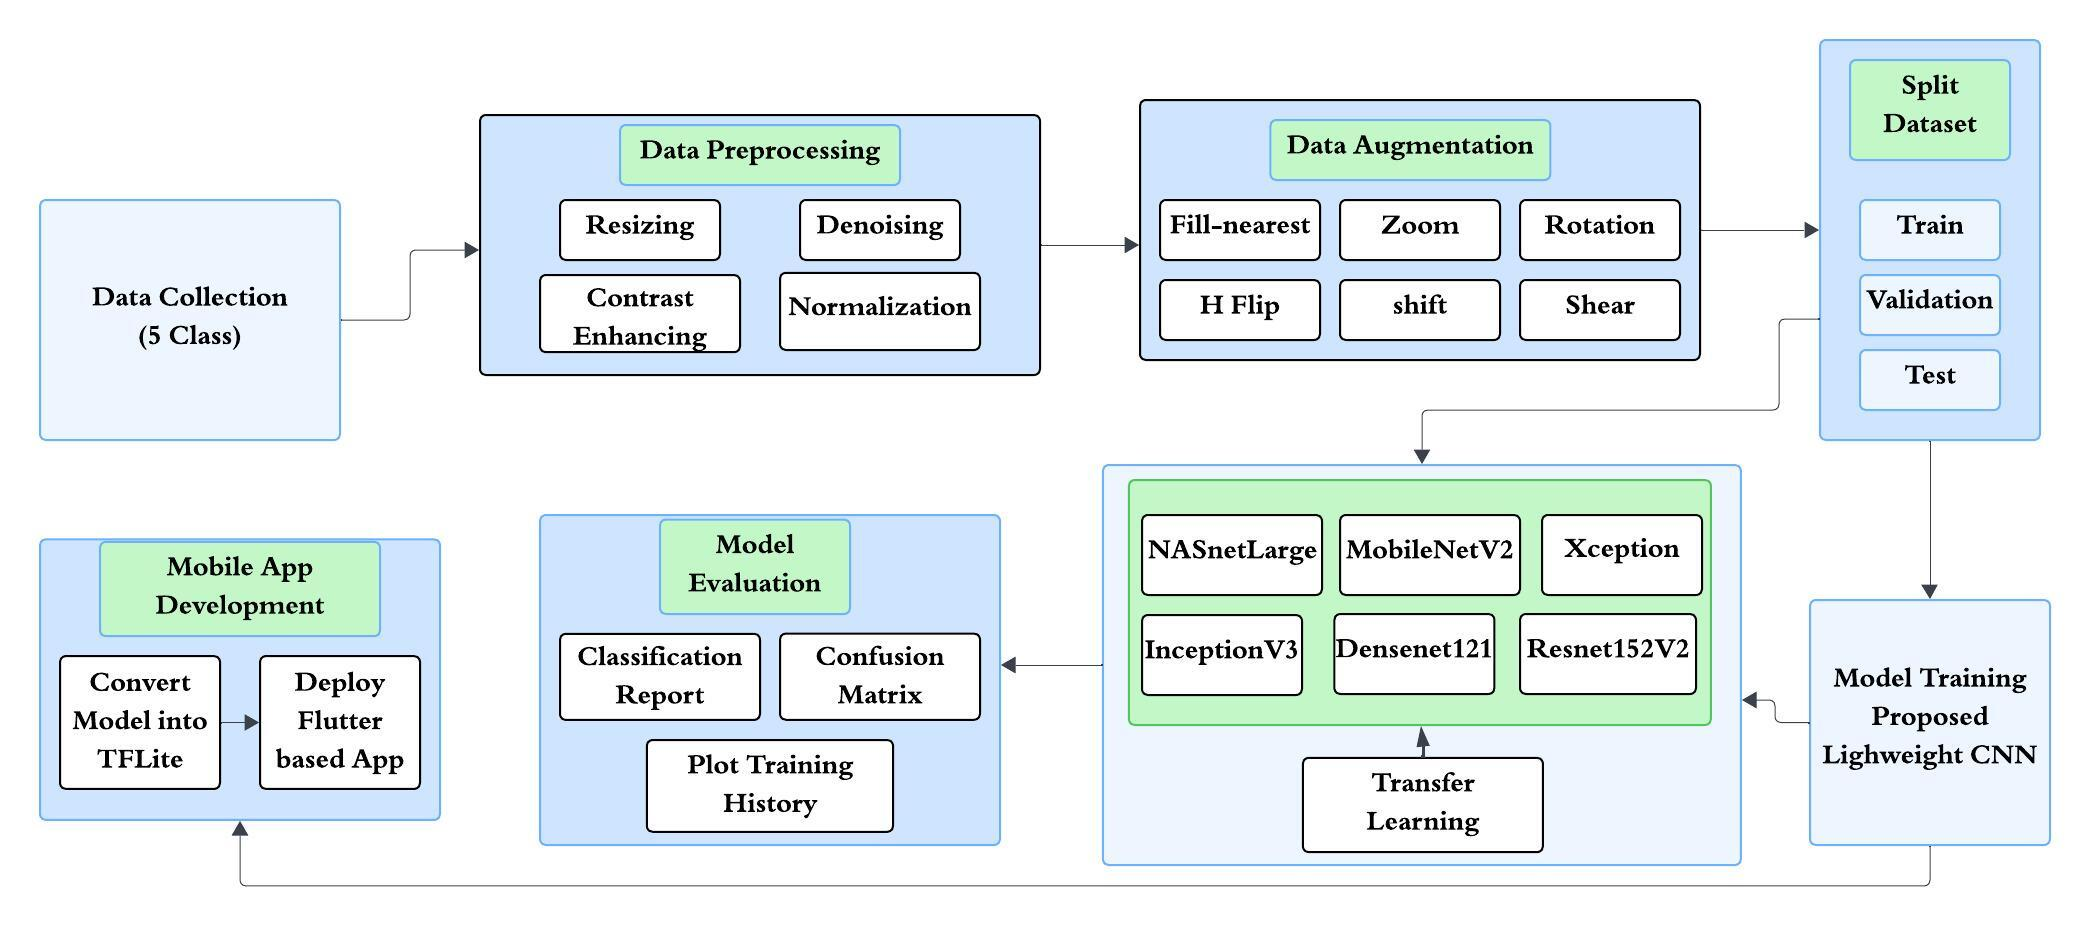 Data Collection
(5 Class)
Data Preprocessing
Resizing
Denoising
Contrast
Enhancing
Normalization
Data Augmentation
Fill-nearest
Zoom
Rotation
H Flip
shift
Shear
Split
Dataset
Train
Validation
Test
Model Training
Proposed
Lighweight CNN
NASnetLarge
MobileNetV2
Xception
InceptionV3
Densenet121
Resnet152V2
Transfer
Learning
Model
Evaluation
Classification
Report
Confusion
Matrix
Plot Training
History
Mobile App
Development
Convert
Model into
TFLite
Deploy
Flutter
based App